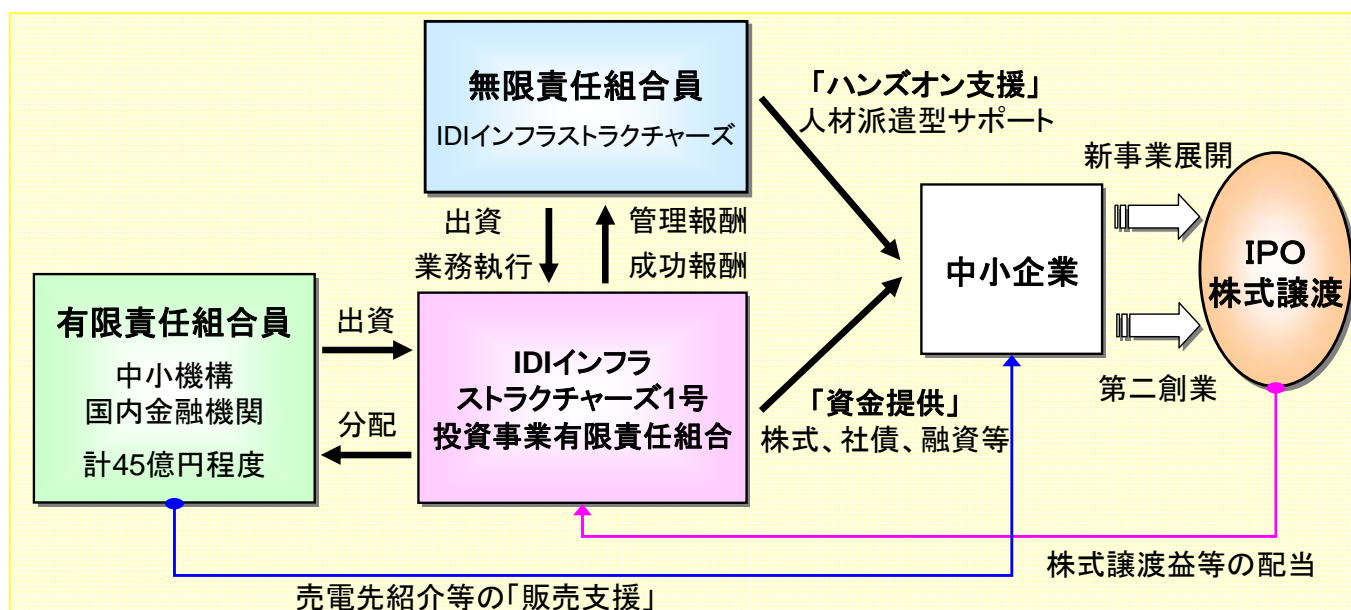 無限責任組合員
IDIインフラストラクチャーズ
「ハンズオン支援」
人材派遣型サポート
新事業展開
出資
業務執行
管理報酬
成功報酬
中小企業
IPO
株式譲渡
有限責任組合員
中小機構
国内金融機関
計45億円程度
出資
分配
IDIインフラ
ストラクチャーズ1号
投資事業有限責任組合
「資金提供」
株式、社債、融資等
第二創業
株式譲渡益等の配当
売電先紹介等の「販売支援」